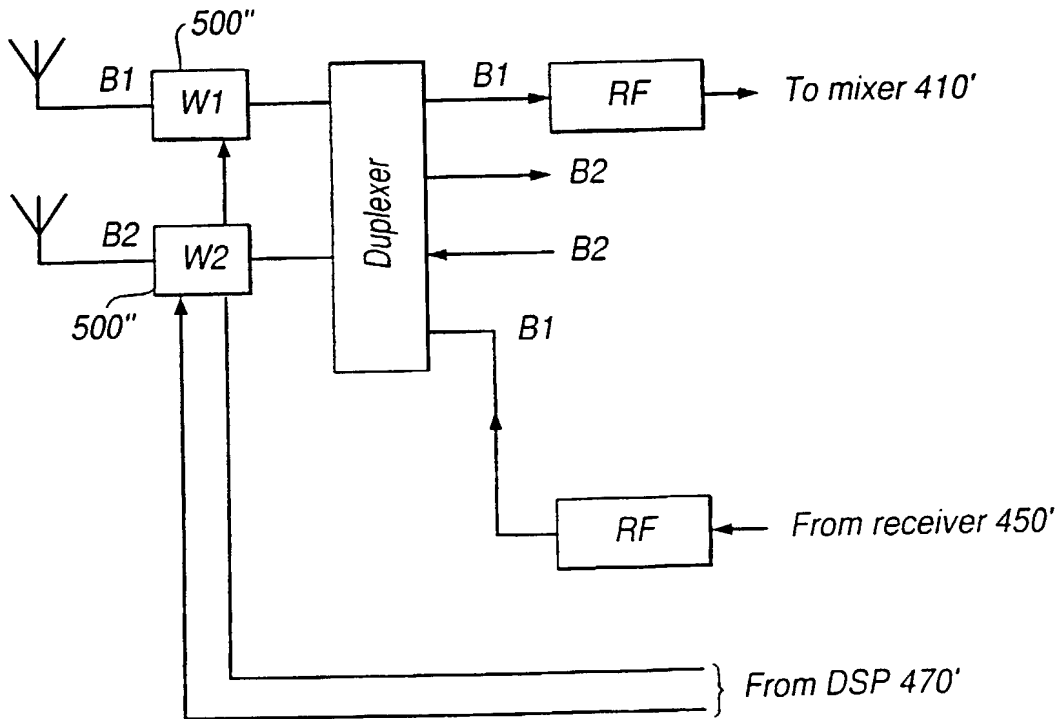 500"
B1
W1
B1
RF
To mixer 410'
Duplexer
B2
B2
W2
B2
500"
B1
RF
From receiver 450'
From DSP 470'